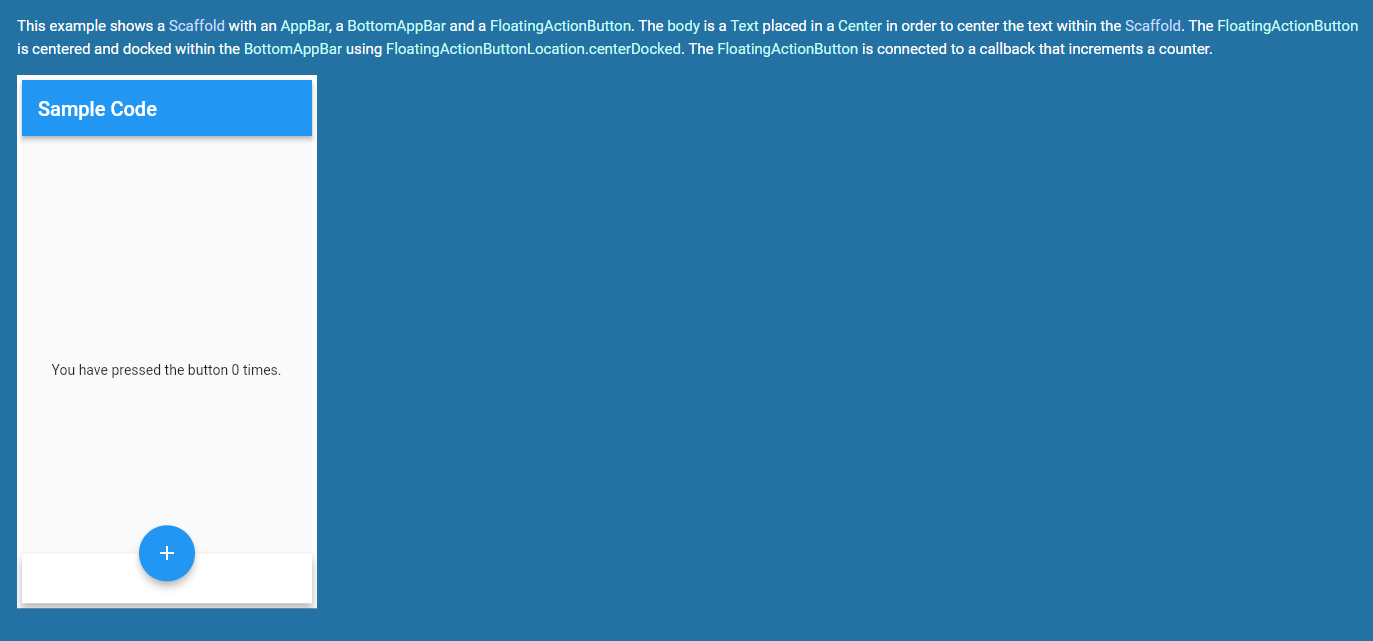 This example shows a Scaffold with an AppBar, a BottomAppBar and a FloatingActionButton. The body is a Text placed in a Center in order to center the text within the Scaffold. The FloatingActionButton
is centered and docked within the BottomAppBar using FloatingActionButtonLocation.centerDocked. The FloatingActionButton is connected to a callback that increments a counter.
Sample Code
You have pressed the button 0 times.
+